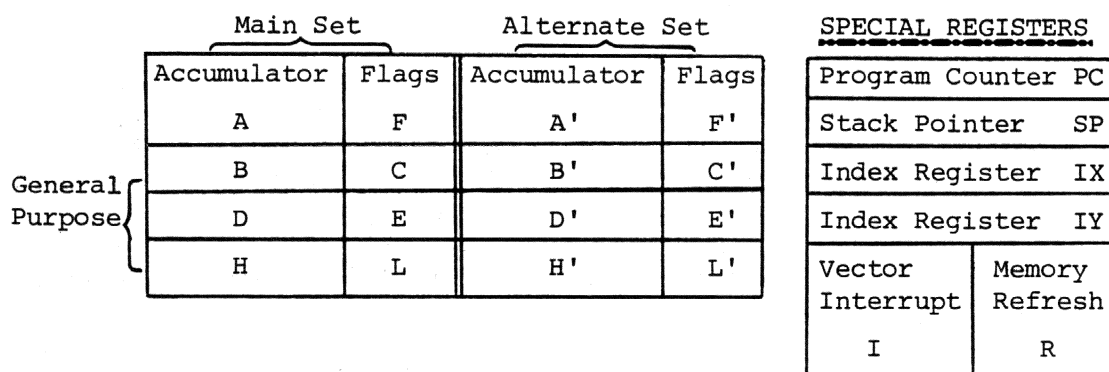 Main Set Alternate Set
Accumulator Flags Accumulator Flags
A F A' F'
B C B' C'
General
Purpose
D E D' E'
H L H' L'
SPECIAL REGISTERS
Program Counter PC
Stack Pointer SP
Index Register IX
Index Register IY
Vector Interrupt I
Memory Refresh R